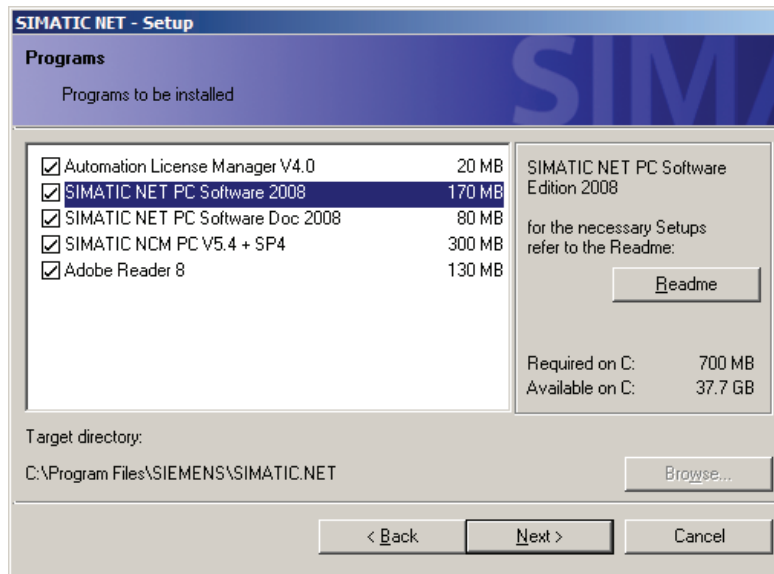 SIMATIC NET - Setup
Programs
Programs to be installed
SIMA
Automation License Manager V4.0 20 MB
SIMATIC NET PC Software 2008 170 MB
SIMATIC NET PC Software Doc 2008 80 MB
SIMATIC NCM PC V5.4 + SP4 300 MB
Adobe Reader 8 130 MB
SIMATIC NET PC Software
Edition 2008
for the necessary Setups
refer to the Readme:
Readme
Required on C: 700 MB
Available on C: 37.7 GB
Target directory:
C:\Program Files\SIEMENS\SIMATIC.NET
Browse...
< Back
Next >
Cancel